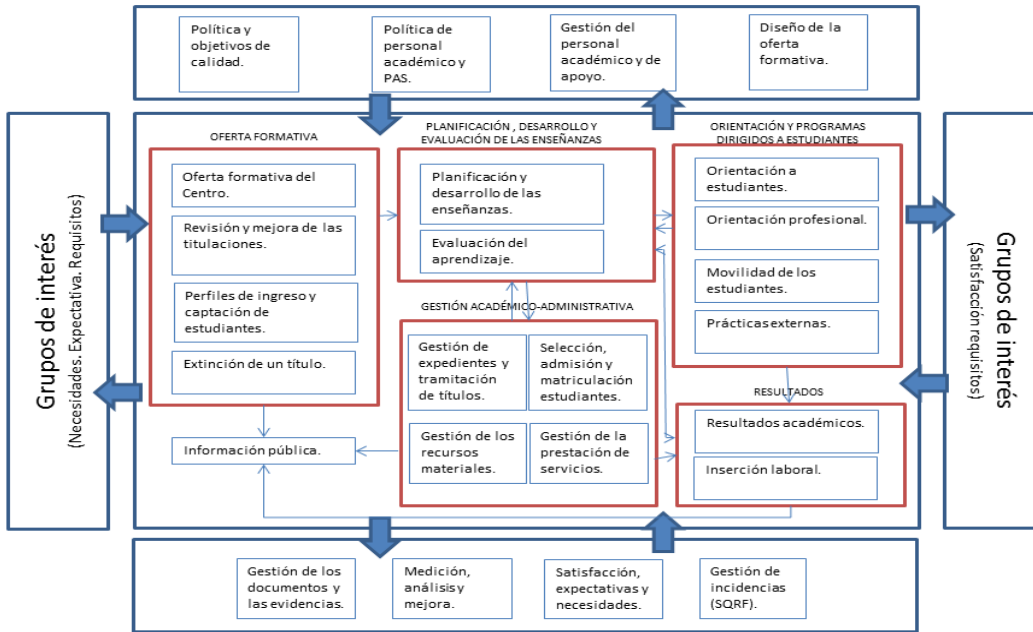 Política y
objetivos de
calidad.
Política de
personal
académico y
PAS.
Gestión del
personal
académico y de
apoyo.
Diseño de la
oferta
formativa.
Grupos de interés
(Necesidades. Expectativa. Requisitos)
OFERTA FORMATIVA
Oferta formativa del
Centro.
Revisión y mejora de las
titulaciones.
Perfiles de ingreso y
captación de
estudiantes.
Extinción de un título.
Información pública.
PLANIFICACIÓN , DESARROLLO Y
EVALUACIÓN DE LAS ENSEÑANZAS
Planificación y
desarrollo de las
enseñanzas.
Evaluación del
aprendizaje.
GESTIÓN ACADÉMICO-ADMINISTRATIVA
Gestión de
expedientes y
tramitación de
títulos.
Selección,
admisión y
matriculación
estudiantes.
Gestión de los
recursos
materiales.
Gestión de la
prestación de
servicios.
ORIENTACIÓN Y PROGRAMAS
DIRIGIDOS A ESTUDIANTES
Orientación a
estudiantes.
Orientación profesional.
Movilidad de los
estudiantes.
Prácticas externas.
RESULTADOS
Resultados académicos.
Inserción laboral.
Grupos de interés
(Satisfacción requisitos)
Gestión de los
documentos y
las evidencias.
Medición,
análisis y
mejora.
Satisfacción,
expectativas y
necesidades.
Gestión de
incidencias
(SQRF).